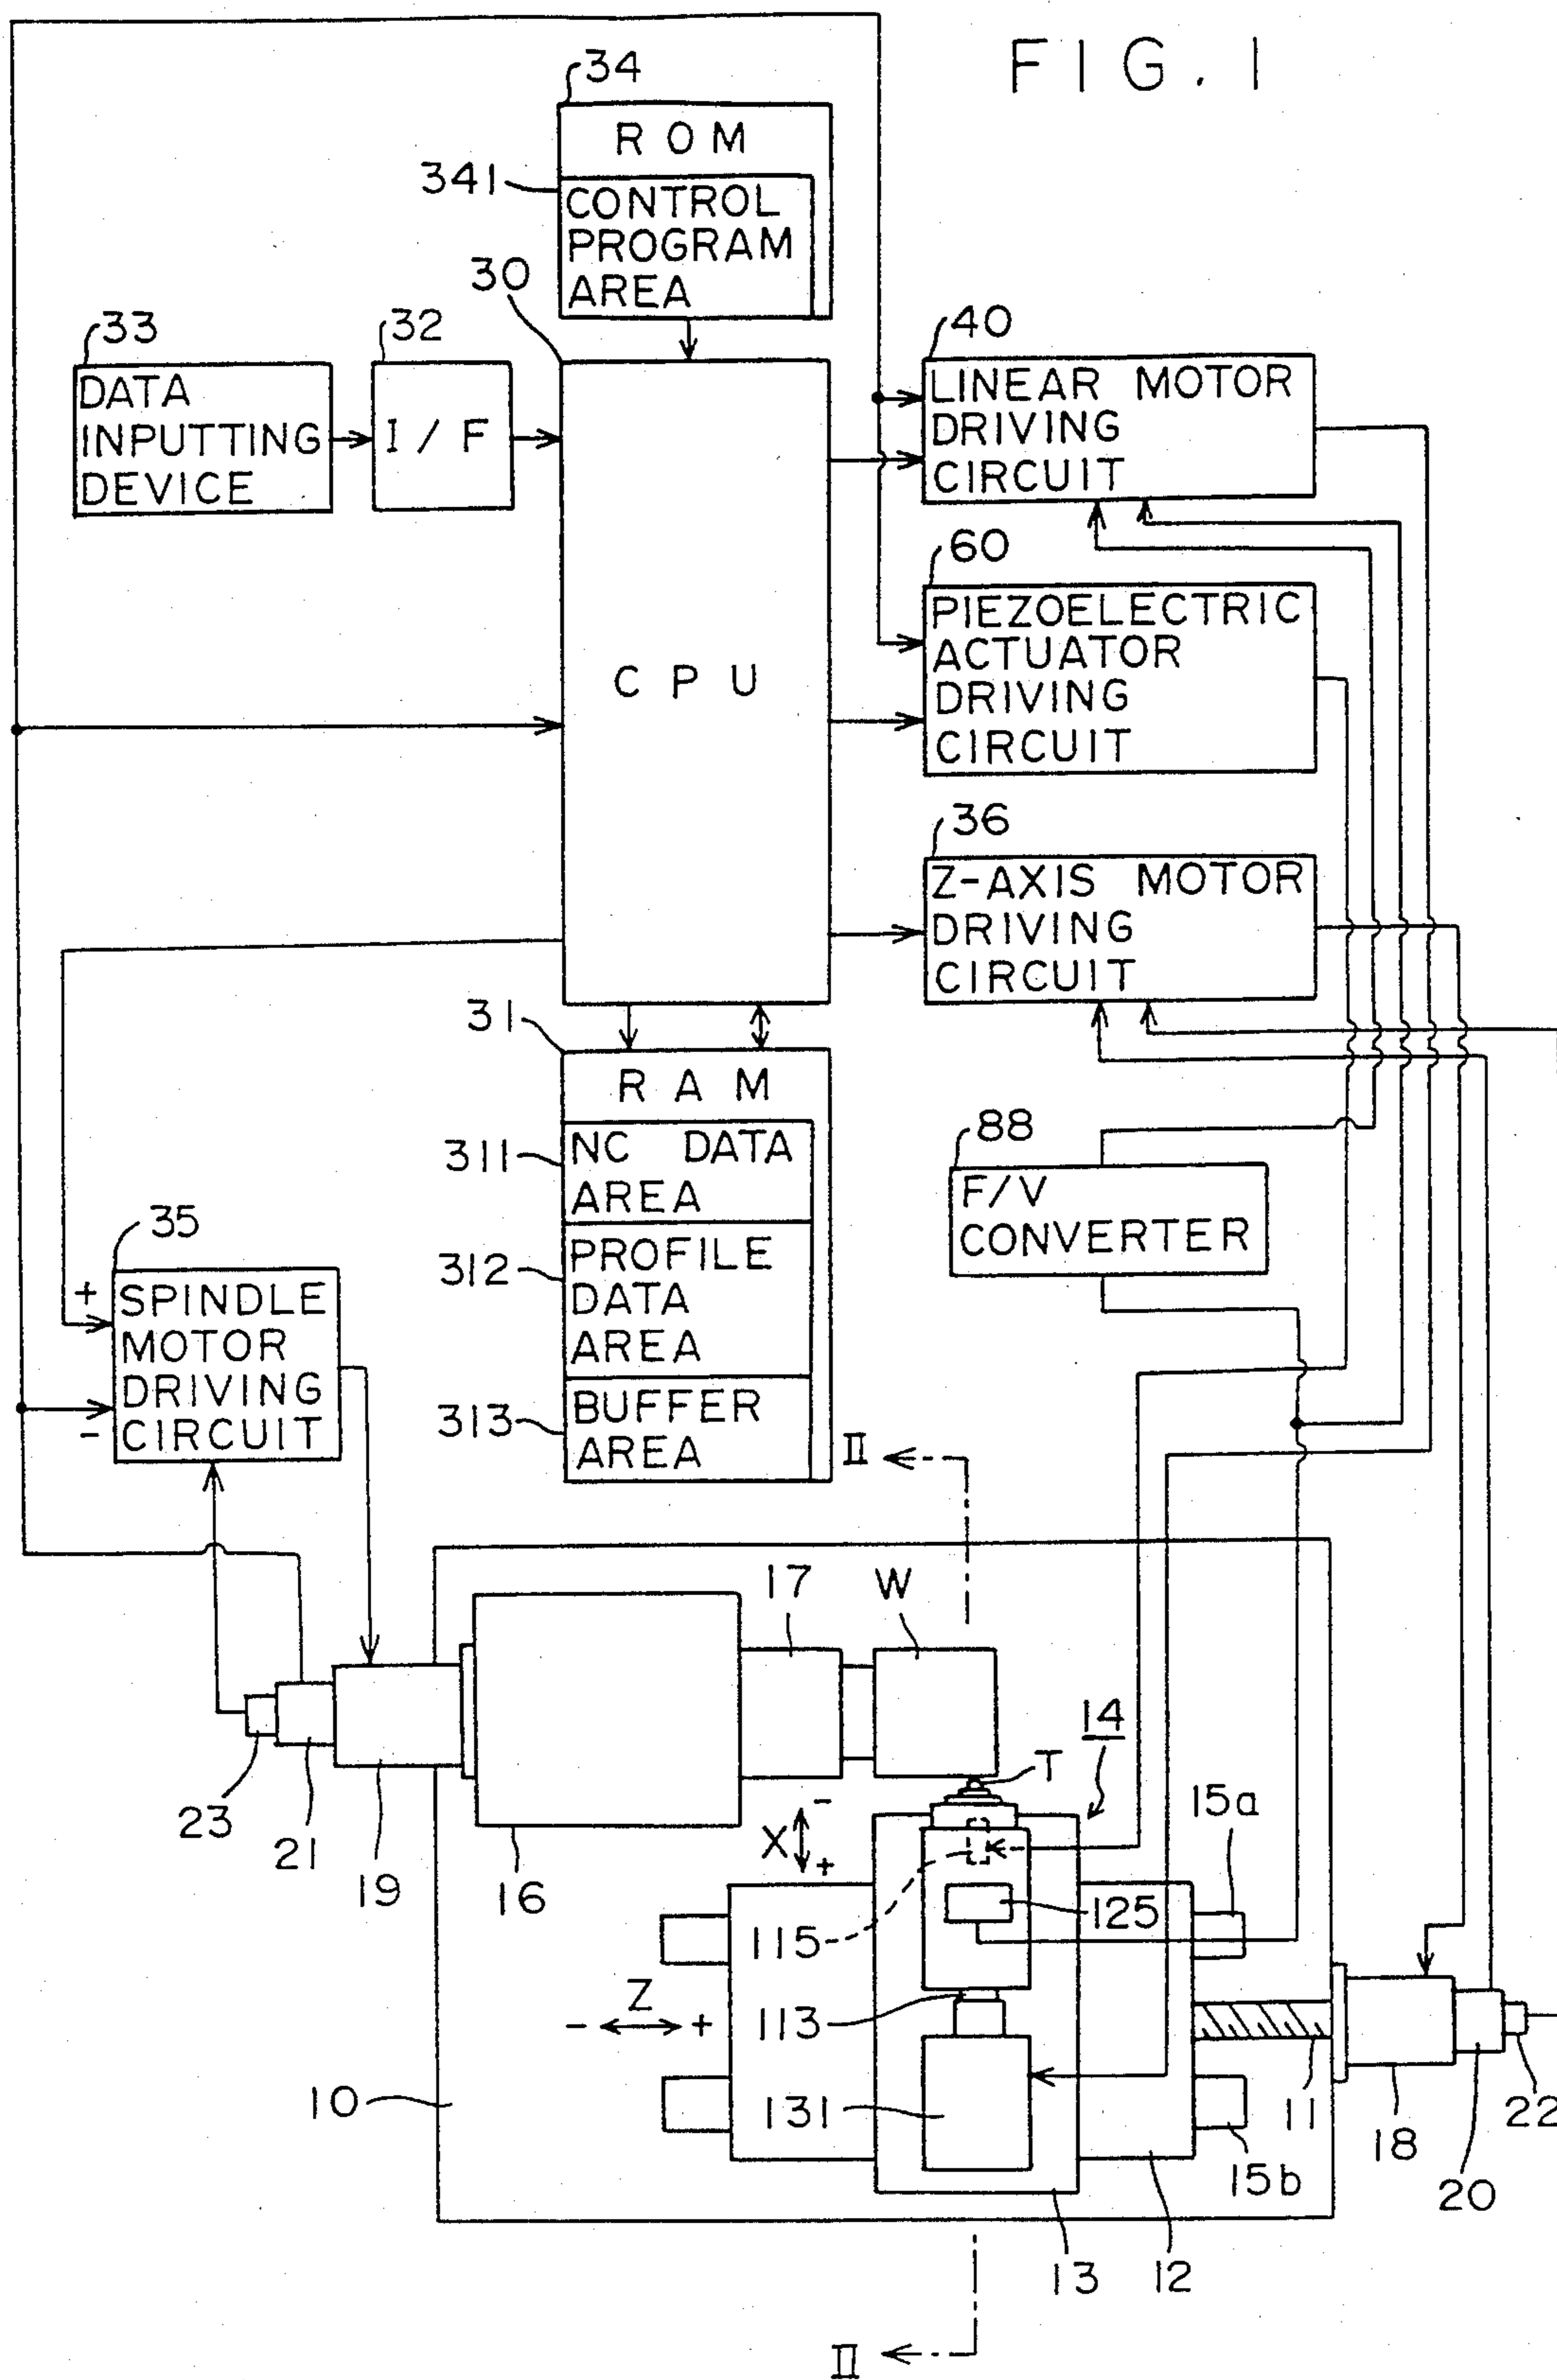 FIG. 1
34
ROM
341
CONTROL
PROGRAM
AREA
30
33
DATA
INPUTTING
DEVICE
32
I/F
CPU
40
LINEAR MOTOR
DRIVING
CIRCUIT
60
PIEZOELECTRIC
ACTUATOR
DRIVING
CIRCUIT
36
Z-AXIS MOTOR
DRIVING
CIRCUIT
31
RAM
311
NC DATA
AREA
312
PROFILE
DATA
AREA
313
BUFFER
AREA
88
F/V
CONVERTER
35
+
-
SPINDLE
MOTOR
DRIVING
CIRCUIT
II
17
W
14
T
15a
23
21
19
16
X
-
+
125
115
Z
- +
113
10
131
11
18
22
15b
20
13
12
II